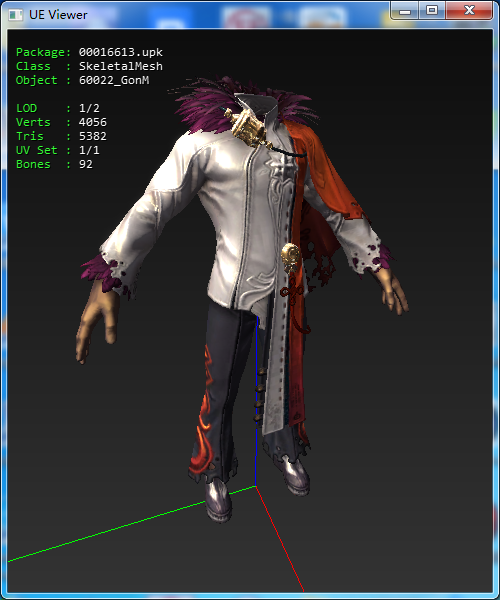 UE Viewer
Package: 00016613.upk
Class : SkeletalMesh
Object : 60022_GonM
LOD : 1/2
Verts : 4056
Tris : 5382
UV Set : 1/1
Bones : 92